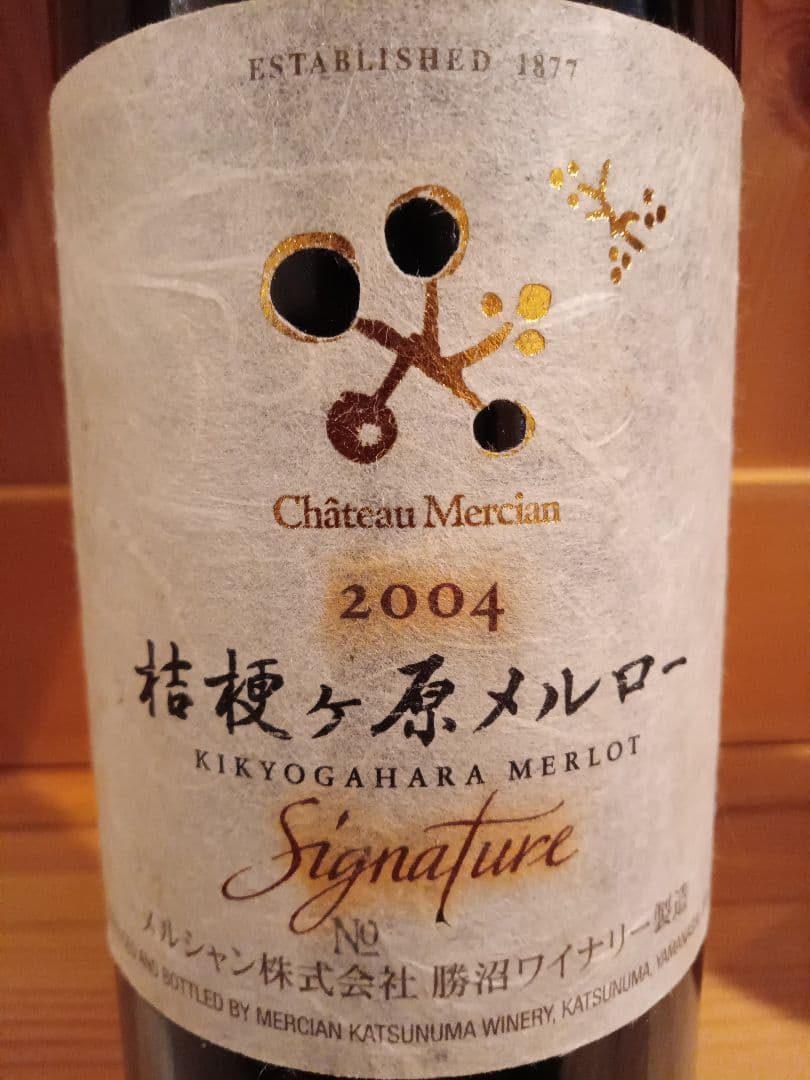 ESTABLISHED 1877
Château Mercian
2004
桔梗ヶ原メルロー
KIKYOGAHARA MERLOT
Signature
No
メルシャン株式会社 勝沼ワイナリー製造
AND BOTTLED BY MERCIAN KATSUNUMA WINERY, KATSUNUMA,